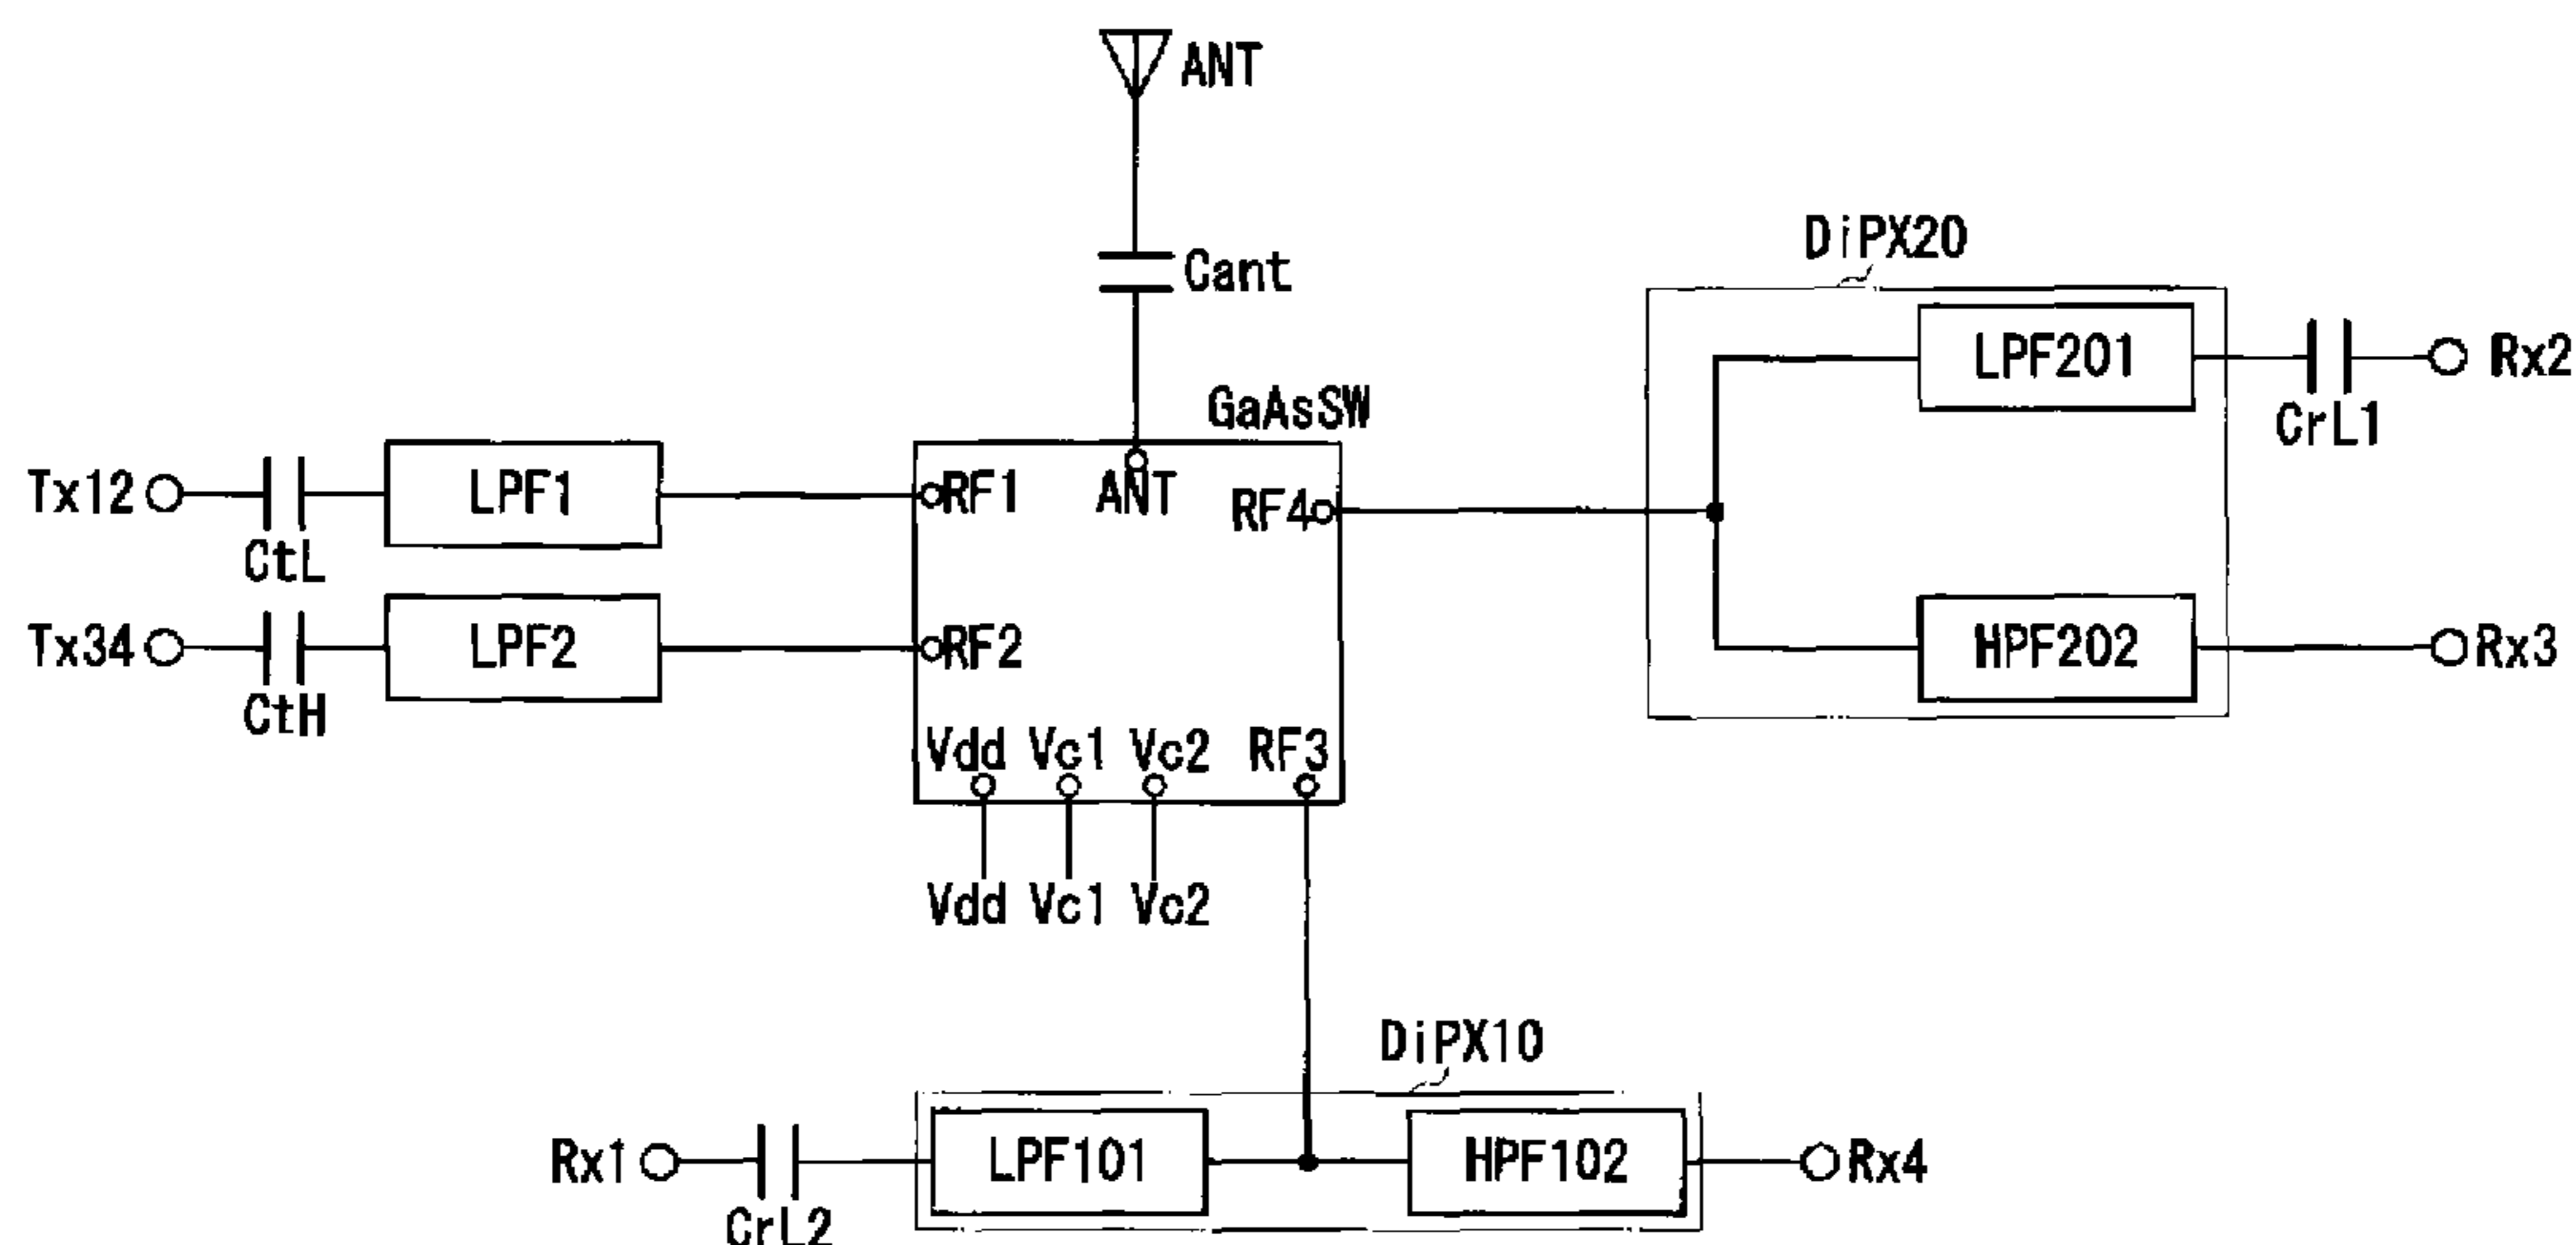 ANT
Cant
DiPX20
LPF201
Rx2
CrL1
GaAsSW
Tx12
LPF1
RF1
ANT
RF4
CtL
Tx34
LPF2
RF2
HPF202
Rx3
CtH
Vdd Vc1 Vc2 RF3
Vdd Vc1 Vc2
DiPX10
Rx1
LPF101
HPF102
Rx4
CrL2